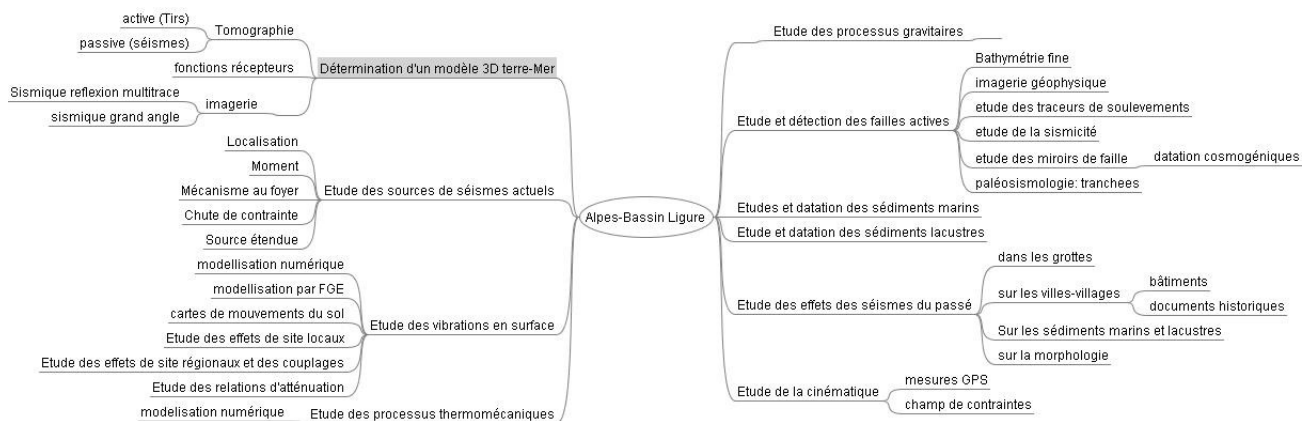 active (Tirs)
passive (séismes)
Tomographie
fonctions récepteurs
Sismique reflexion multitrace
sismique grand angle
imagerie
Détermination d'un modèle 3D terre-Mer
Localisation
Moment
Mécanisme au foyer
Chute de contrainte
Source étendue
Etude des sources de séismes actuels
modellisation numérique
modellisation par FGE
cartes de mouvements du sol
Etude des effets de site locaux
Etude des effets de site régionaux et des couplages
Etude des relations d'atténuation
Etude des vibrations en surface
modelisation numérique
Etude des processus thermomécaniques
Alpes-Bassin Ligure
Etude des processus gravitaires
Etude et détection des failles actives
Bathymétrie fine
imagerie géophysique
etude des traceurs de soulevements
etude de la sismicité
etude des miroirs de faille
datation cosmogéniques
paléosismologie: tranchees
Etudes et datation des sédiments marins
Etude et datation des sédiments lacustres
Etude des effets des séismes du passé
dans les grottes
sur les villes-villages
bâtiments
documents historiques
Sur les sédiments marins et lacustres
sur la morphologie
Etude de la cinématique
mesures GPS
champ de contraintes